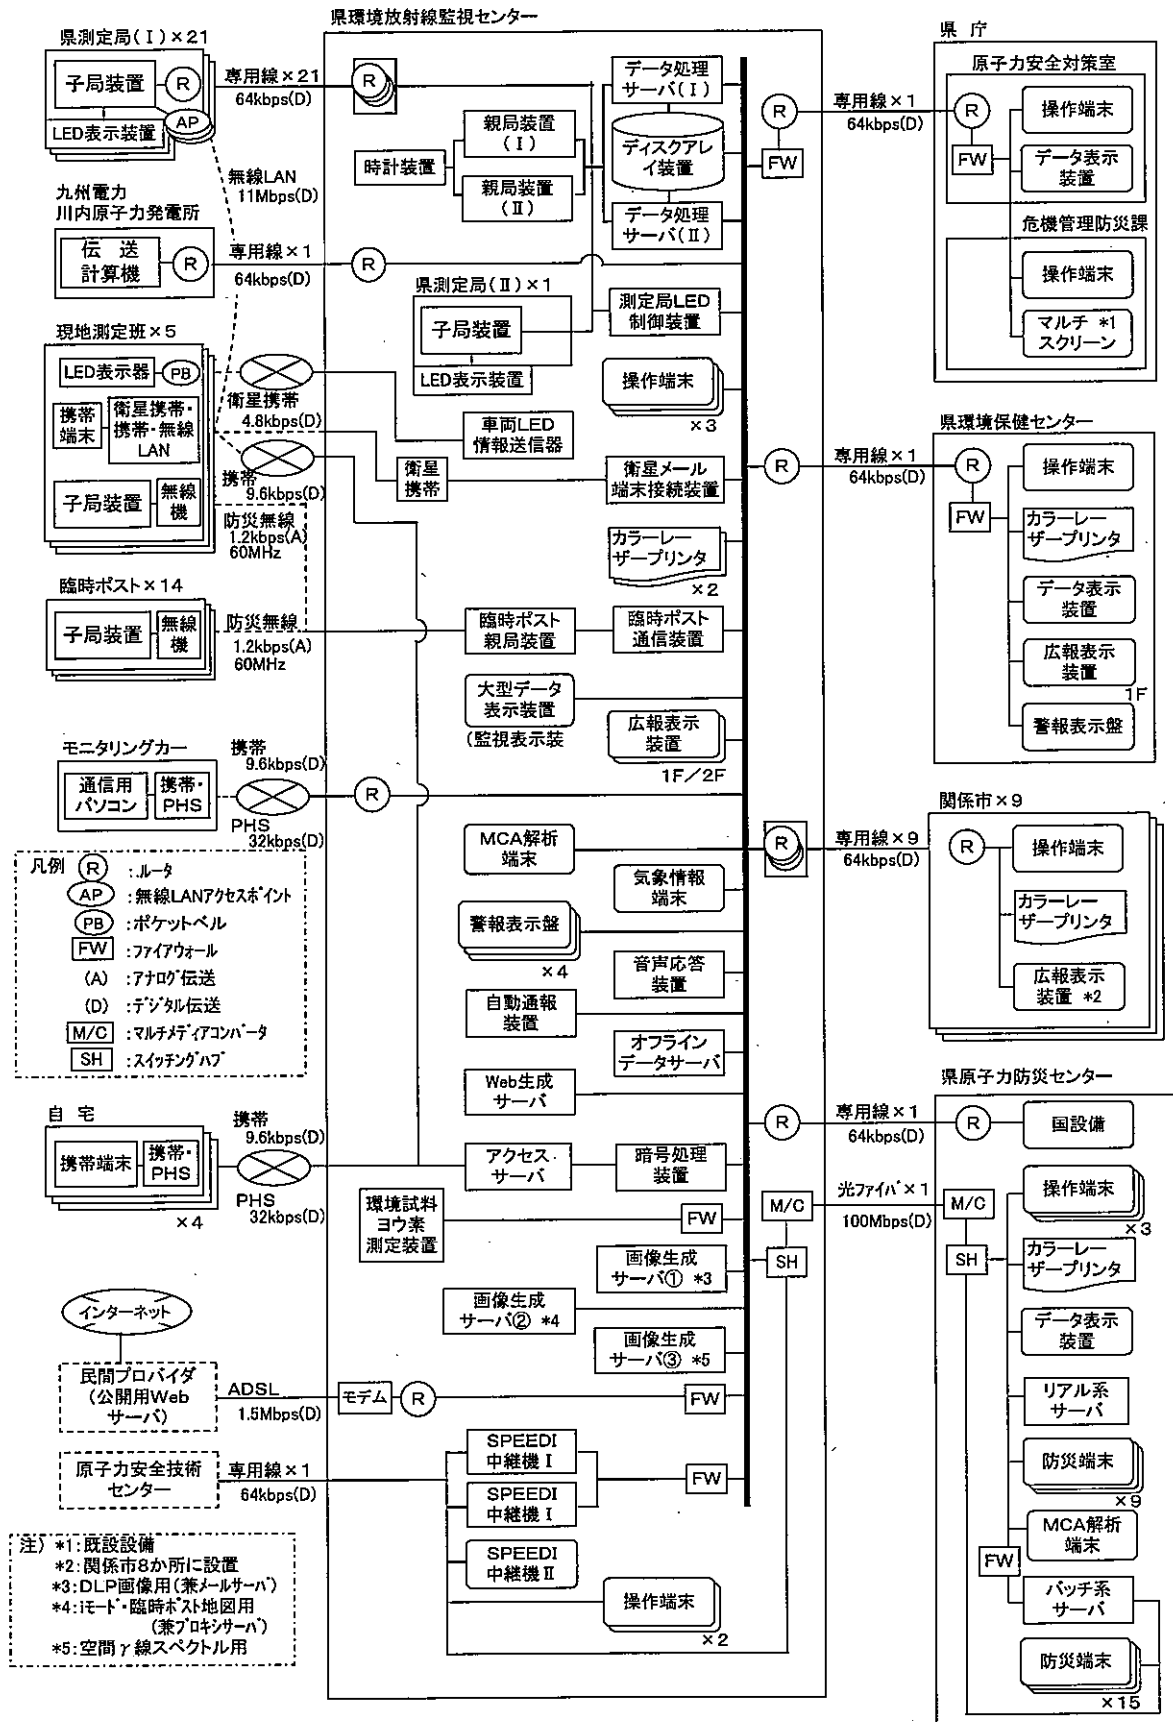 県環境放射線監視センター
県測定局(Ⅰ)×21
子局装置
R
AP
LED表示装置
専用線×21
64kbps(D)
R
無線LAN
11Mbps(D)
時計装置
親局装置
(Ⅰ)
親局装置
(Ⅱ)
データ処理
サーバ(Ⅰ)
ディスクアレ
イ装置
データ処理
サーバ(Ⅱ)
九州電力
川内原子力発電所
伝 送
計算機
R
専用線×1
64kbps(D)
R
県測定局(Ⅱ)×1
子局装置
LED表示装置
測定局LED
制御装置
操作端末
×3
現地測定班×5
LED表示器
PB
携帯
端末
衛星携帯・
携帯・無線
LAN
子局装置
無線
機
衛星携帯
4.8kbps(D)
携帯
9.6kbps(D)
防災無線
1.2kbps(A)
60MHz
車両LED
情報送信器
衛星
携帯
衛星メール
端末接続装置
カラーレー
ザープリンタ
×2
臨時ポスト×14
子局装置
無線
機
防災無線
1.2kbps(A)
60MHz
臨時ポスト
親局装置
臨時ポスト
通信装置
大型データ
表示装置
(監視表示装
広報表示
装置
1F/2F
モニタリングカー
通信用
パソコン
携帯・
PHS
携帯
9.6kbps(D)
PHS
32kbps(D)
R
MCA解析
端末
気象情報
端末
警報表示盤
×4
音声応答
装置
自動通報
装置
オフライン
データサーバ
Web生成
サーバ
凡例
R
:.ルータ
AP
:無線LANアクセスポイント
PB
:ポケットベル
FW
:ファイアウォール
(A)
:アナログ伝送
(D)
:デジタル伝送
M/C
:マルチメディアコンバータ
SH
:スイッチングハブ
自 宅
携帯端末
携帯・
PHS
×4
携帯
9.6kbps(D)
PHS
32kbps(D)
アクセス
サーバ
暗号処理
装置
環境試料
ヨウ素
測定装置
FW
画像生成
サーバ① *3
画像生成
サーバ② *4
画像生成
サーバ③ *5
インターネット
民間プロバイダ
(公開用Web
サーバ)
ADSL
1.5Mbps(D)
モデム
R
FW
原子力安全技術
センター
専用線×1
64kbps(D)
SPEEDI
中継機Ⅰ
SPEEDI
中継機Ⅰ
SPEEDI
中継機Ⅱ
FW
操作端末
×2
注) *1:既設設備
*2:関係市8か所に設置
*3:DLP画像用(兼メールサーバ)
*4:iモード・臨時ポスト地図用
(兼プロキシサーバ)
*5:空間γ線スペクトル用
県 庁
原子力安全対策室
R
FW
専用線×1
64kbps(D)
R
FW
操作端末
データ表示
装置
危機管理防災課
操作端末
マルチ *1
スクリーン
県環境保健センター
R
専用線×1
64kbps(D)
R
FW
操作端末
カラーレー
ザープリンタ
データ表示
装置
広報表示
装置
1F
警報表示盤
関係市×9
R
専用線×9
64kbps(D)
R
操作端末
カラーレー
ザープリンタ
広報表示
装置 *2
県原子力防災センター
R
専用線×1
64kbps(D)
R
国設備
M/C
光ファイバ×1
100Mbps(D)
M/C
SH
SH
操作端末
×3
カラーレー
ザープリンタ
データ表示
装置
リアル系
サーバ
防災端末
×9
MCA解析
端末
FW
バッチ系
サーバ
防災端末
×15